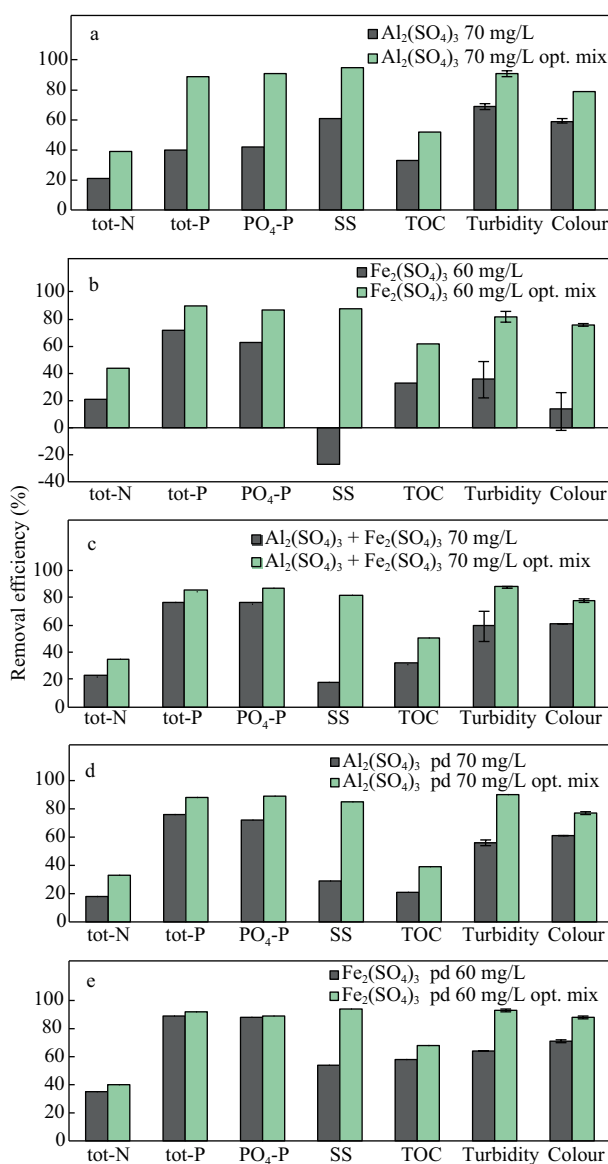 Removal efficiency (%)
a
Al₂(SO₄)₃ 70 mg/L
Al₂(SO₄)₃ 70 mg/L opt. mix
100
80
60
40
20
0
tot-N tot-P PO₄-P SS TOC Turbidity Colour
b
Fe₂(SO₄)₃ 60 mg/L
Fe₂(SO₄)₃ 60 mg/L opt. mix
100
80
60
40
20
0
-20
-40
tot-N tot-P PO₄-P SS TOC Turbidity Colour
c
Al₂(SO₄)₃ + Fe₂(SO₄)₃ 70 mg/L
Al₂(SO₄)₃ + Fe₂(SO₄)₃ 70 mg/L opt. mix
100
80
60
40
20
0
tot-N tot-P PO₄-P SS TOC Turbidity Colour
d
Al₂(SO₄)₃ pd 70 mg/L
Al₂(SO₄)₃ pd 70 mg/L opt. mix
100
80
60
40
20
0
tot-N tot-P PO₄-P SS TOC Turbidity Colour
e
Fe₂(SO₄)₃ pd 60 mg/L
Fe₂(SO₄)₃ pd 60 mg/L opt. mix
100
80
60
40
20
0
tot-N tot-P PO₄-P SS TOC Turbidity Colour